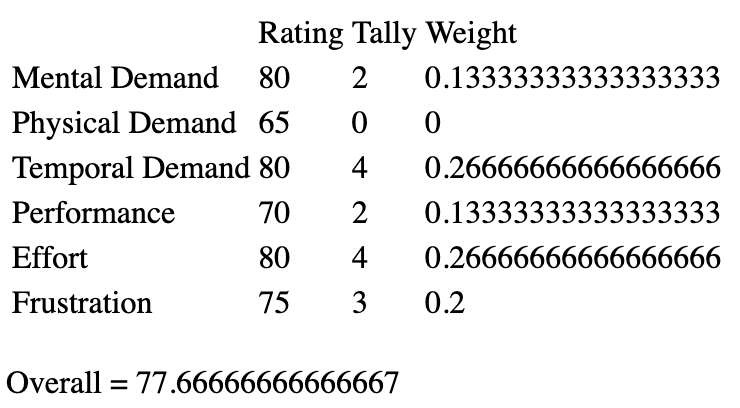 Rating Tally Weight
Mental Demand 80 2 0.13333333333333333
Physical Demand 65 0 0
Temporal Demand 80 4 0.26666666666666666
Performance 70 2 0.13333333333333333
Effort 80 4 0.26666666666666666
Frustration 75 3 0.2
Overall = 77.66666666666667